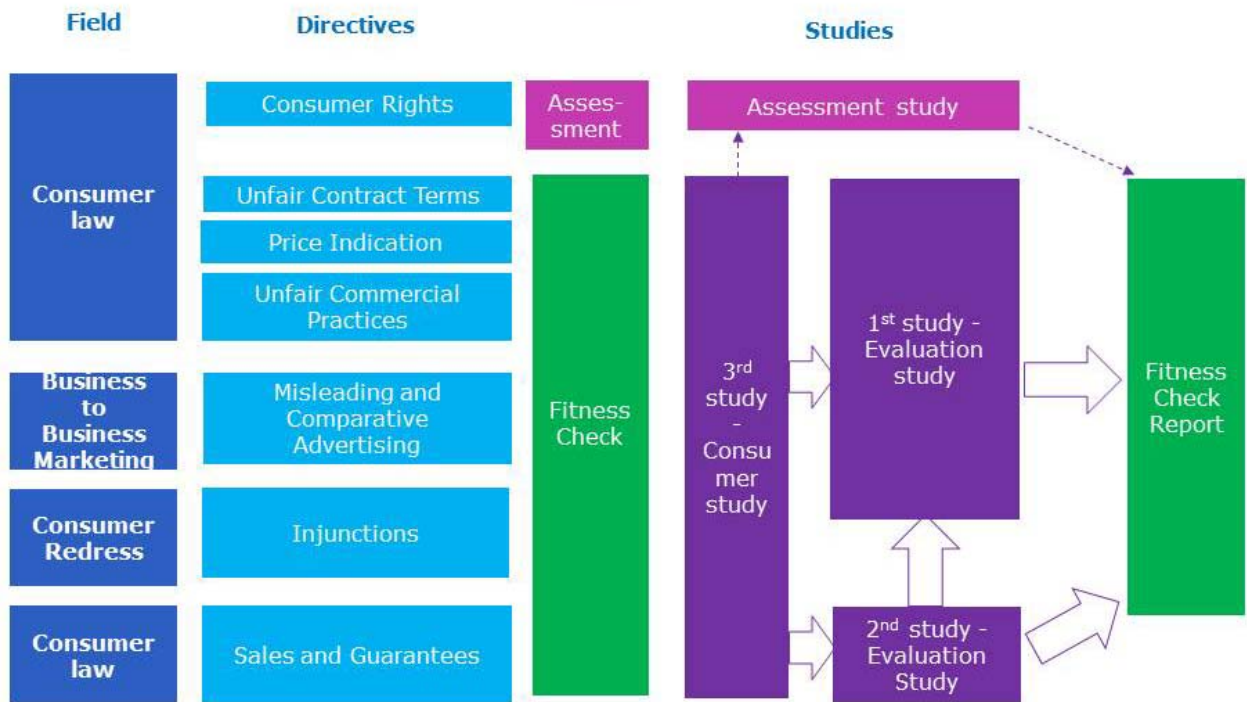 Field
Directives
Studies
Consumer
law
Consumer Rights
Unfair Contract Terms
Price Indication
Unfair Commercial
Practices
Asses-
sment
Assessment study
Business
to
Business
Marketing
Misleading and
Comparative
Advertising
Consumer
Redress
Injunctions
Consumer
law
Sales and Guarantees
Fitness
Check
3rd
study
-
Consu
mer
study
1st study -
Evaluation
study
2nd study -
Evaluation
Study
Fitness
Check
Report